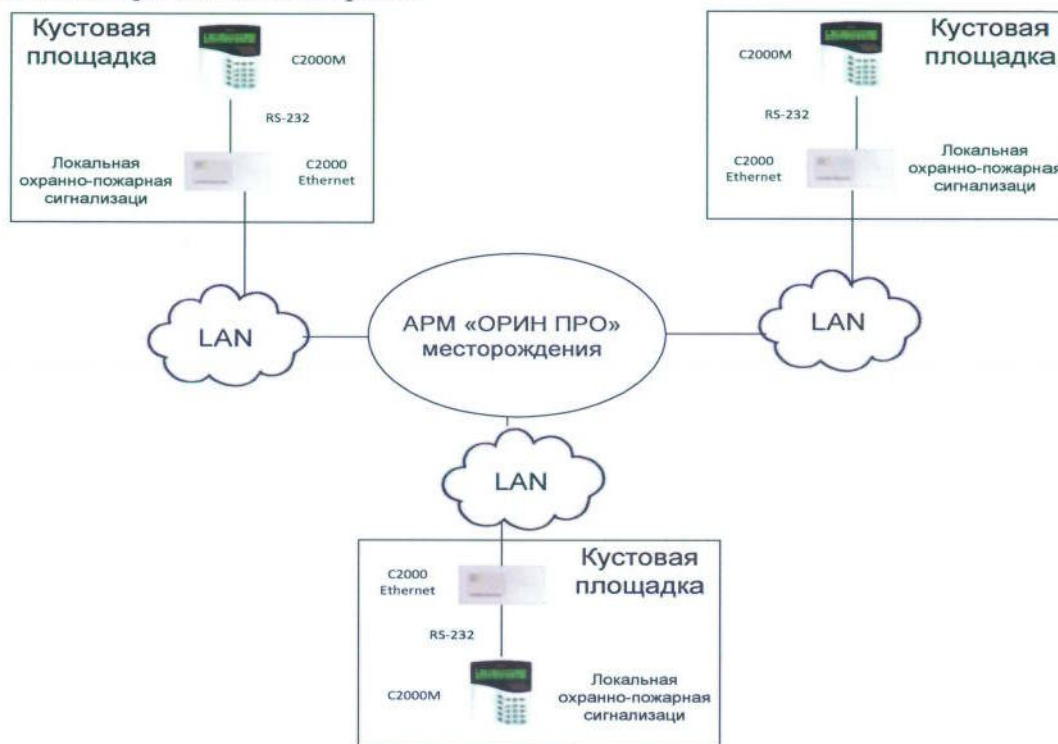 Кустовая
площадка
С2000М
RS-232
Локальная
охранно-пожарная
сигнализаци
С2000
Ethernet
Кустовая
площадка
С2000М
RS-232
С2000
Ethernet
Локальная
охранно-пожарная
сигнализаци
LAN
АРМ «ОРИН ПРО»
месторождения
LAN
LAN
С2000
Ethernet
Кустовая
площадка
RS-232
С2000М
Локальная
охранно-пожарная
сигнализаци